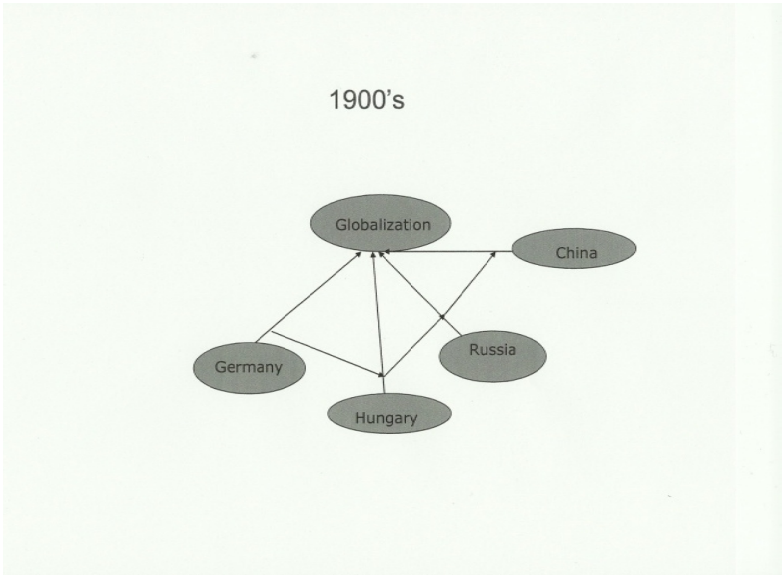 1900's
Globalization
China
Germany
Russia
Hungary